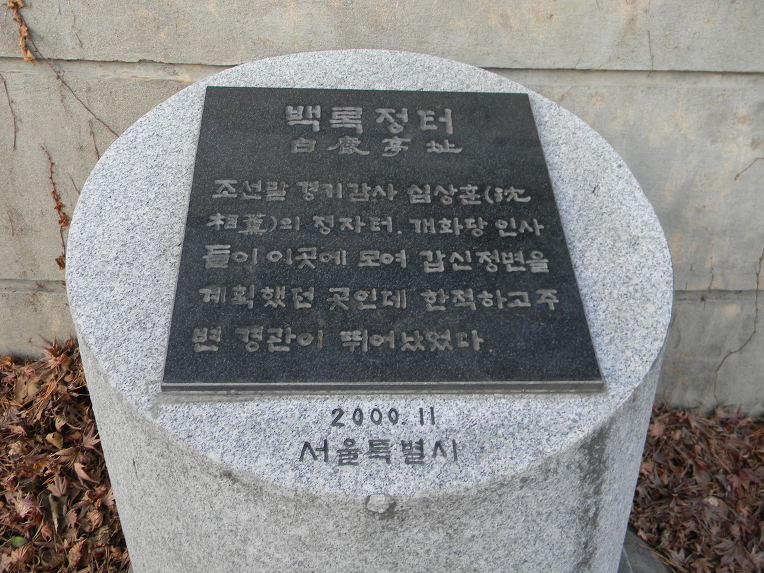 백록정터
白鹿亭址
조선말 경기감사 심상훈(沈
相薰)의 정자터. 개화당 인사
들이 이곳에 모여 갑신정변을
계획했던 곳인데 한적하고 주
변 경관이 뛰어났었다
2000.11
서울특별시